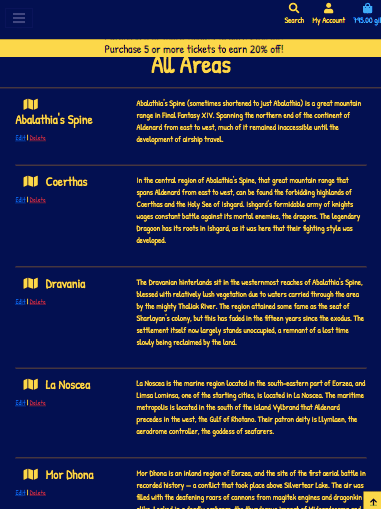 Search My Account 795.00 gil
Purchase 5 or more tickets to earn 20% off!
All Areas
Abalathia's Spine
Edit | Delete
Abalathia's Spine (sometimes shortened to just Abalathia) is a great mountain
range in Final Fantasy XIV. Spanning the northern end of the continent of
Aldenard from east to west, much of it remained inaccessible until the
development of airship travel.
Coerthas
Edit | Delete
In the central region of Abalathia's Spine, that great mountain range that
spans Aldenard from east to west, can be found the forbidding highlands of
Coerthas and the Holy See of Ishgard. Ishgard's formidable army of knights
wages constant battle against its mortal enemies, the dragons. The legendary
Dragoon has its roots in Ishgard, as it was here that their fighting style was
developed.
Dravania
Edit | Delete
The Dravanian hinterlands sit in the westernmost reaches of Abalathia's Spine,
blessed with relatively lush vegetation due to waters carried through the area
by the mighty Thaliak River. The region attained some fame as the seat of
Sharlayan's colony, but this has faded in the fifteen years since the exodus. The
settlement itself now largely stands unoccupied, a remnant of a lost time
slowly being reclaimed by the land.
La Noscea
Edit | Delete
La Noscea is the marine region located in the south-eastern part of Eorzea, and
Limsa Lominsa, one of the starting cities, is located in La Noscea. The maritime
metropolis is located in the south of the island Vylbrand that Aldenard
precedes in the west, the Gulf of Rhotano. Their patron deity is Llymlaen, the
aerodrome controller, the goddess of seafarers.
Mor Dhona
Edit | Delete
Mor Dhona is an inland region of Eorzea, and the site of the first aerial battle in
recorded history — a conflict that took place above Silvertear Lake. The air was
filled with the deafening roars of cannons from magitek engines and dragonkin